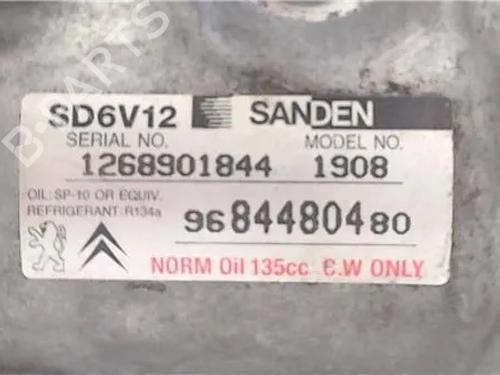 B-PARTS
SD6V12 SANDEN
SERIAL NO. MODEL NO.
1268901844 1908
OIL: SP-10 OR EQUIV.
REFRIGERANT: R134a
9684480480
NORM Oil 135cc E.W ONLY